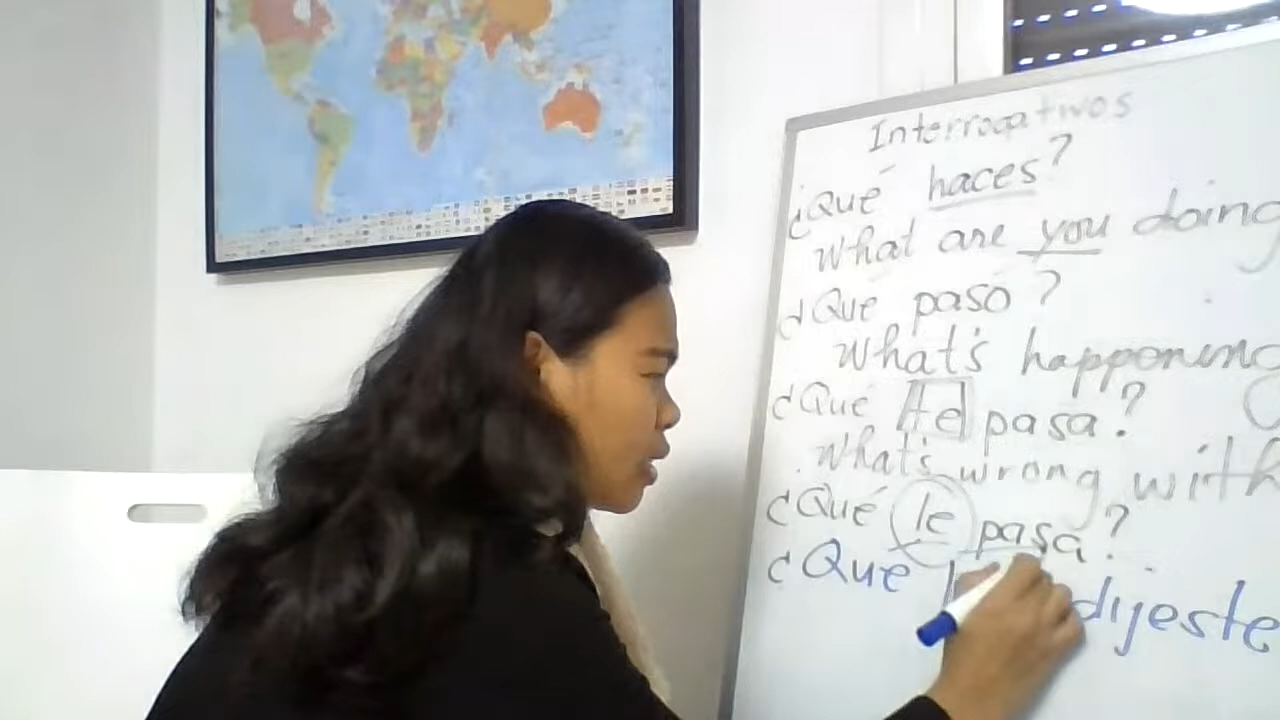 Interrogativos
¿Qué haces?
What are you doing
¿Que pasó?
What's happening
¿Qué te pasa?
What's wrong with
¿Qué le pasa?
¿Que dijeste